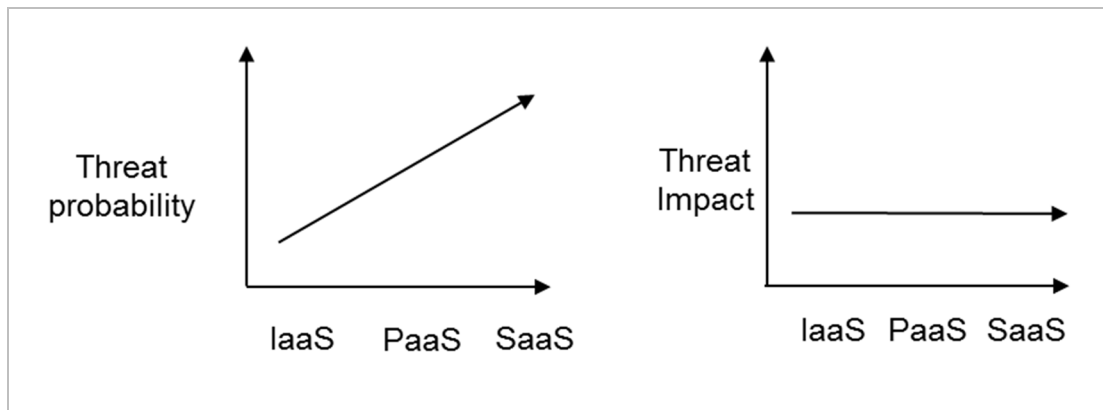 Threat
probability
IaaS PaaS SaaS
Threat
Impact
IaaS PaaS SaaS